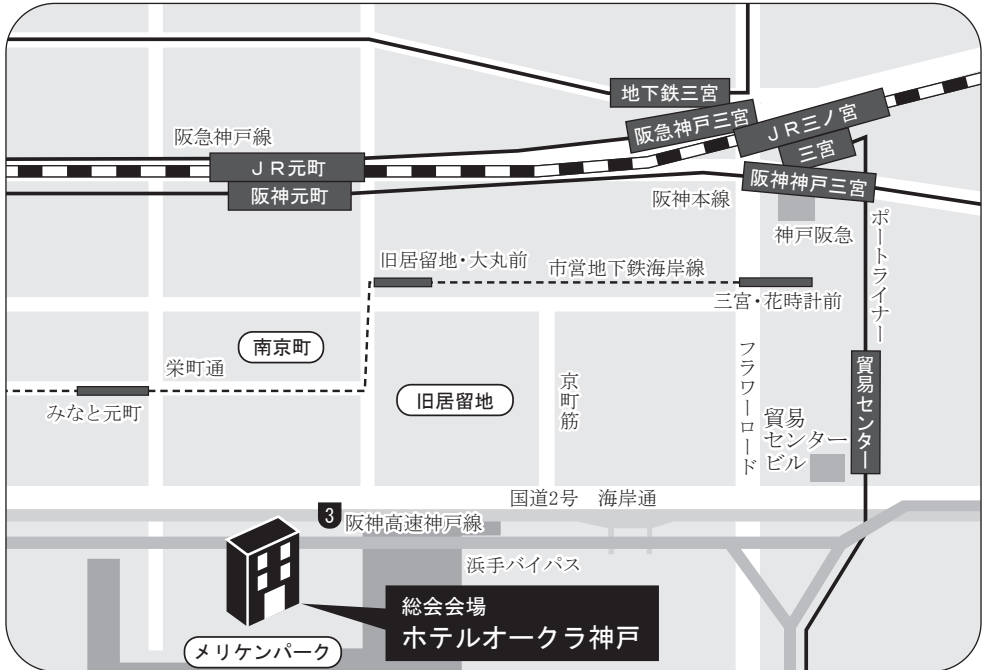 地下鉄三宮
阪急神戸三宮
JR三ノ宮
三宮
阪急神戸線
JR元町
阪神元町
阪神本線
阪神神戸三宮
神戸阪急
ポートライナー
旧居留地・大丸前
市営地下鉄海岸線
三宮・花時計前
南京町
栄町通
みなと元町
旧居留地
京町筋
フラワーロード
貿易センター
貿易
センター
ビル
国道2号 海岸通
3
阪神高速神戸線
浜手バイパス
総会会場
ホテルオークラ神戸
メリケンパーク